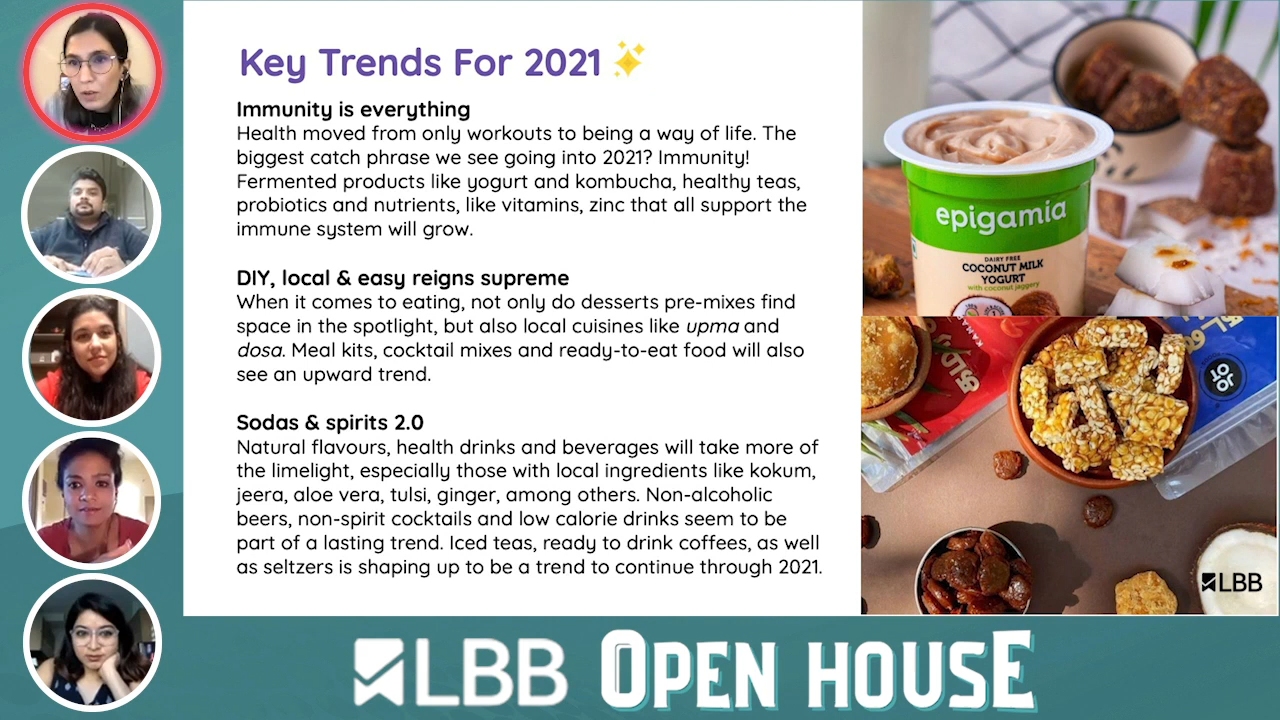 Key Trends For 2021
Immunity is everything
Health moved from only workouts to being a way of life. The
biggest catch phrase we see going into 2021? Immunity!
Fermented products like yogurt and kombucha, healthy teas,
probiotics and nutrients, like vitamins, zinc that all support the
immune system will grow.
DIY, local & easy reigns supreme
When it comes to eating, not only do desserts pre-mixes find
space in the spotlight, but also local cuisines like upma and
dosa. Meal kits, cocktail mixes and ready-to-eat food will also
see an upward trend.
Sodas & spirits 2.0
Natural flavours, health drinks and beverages will take more of
the limelight, especially those with local ingredients like kokum,
jeera, aloe vera, tulsi, ginger, among others. Non-alcoholic
beers, non-spirit cocktails and low calorie drinks seem to be
part of a lasting trend. Iced teas, ready to drink coffees, as well
as seltzers is shaping up to be a trend to continue through 2021.
epigamia
DAIRY FREE
COCONUT MILK
YOGURT
with coconut jaggery
LBB
LBB OPEN HOUSE